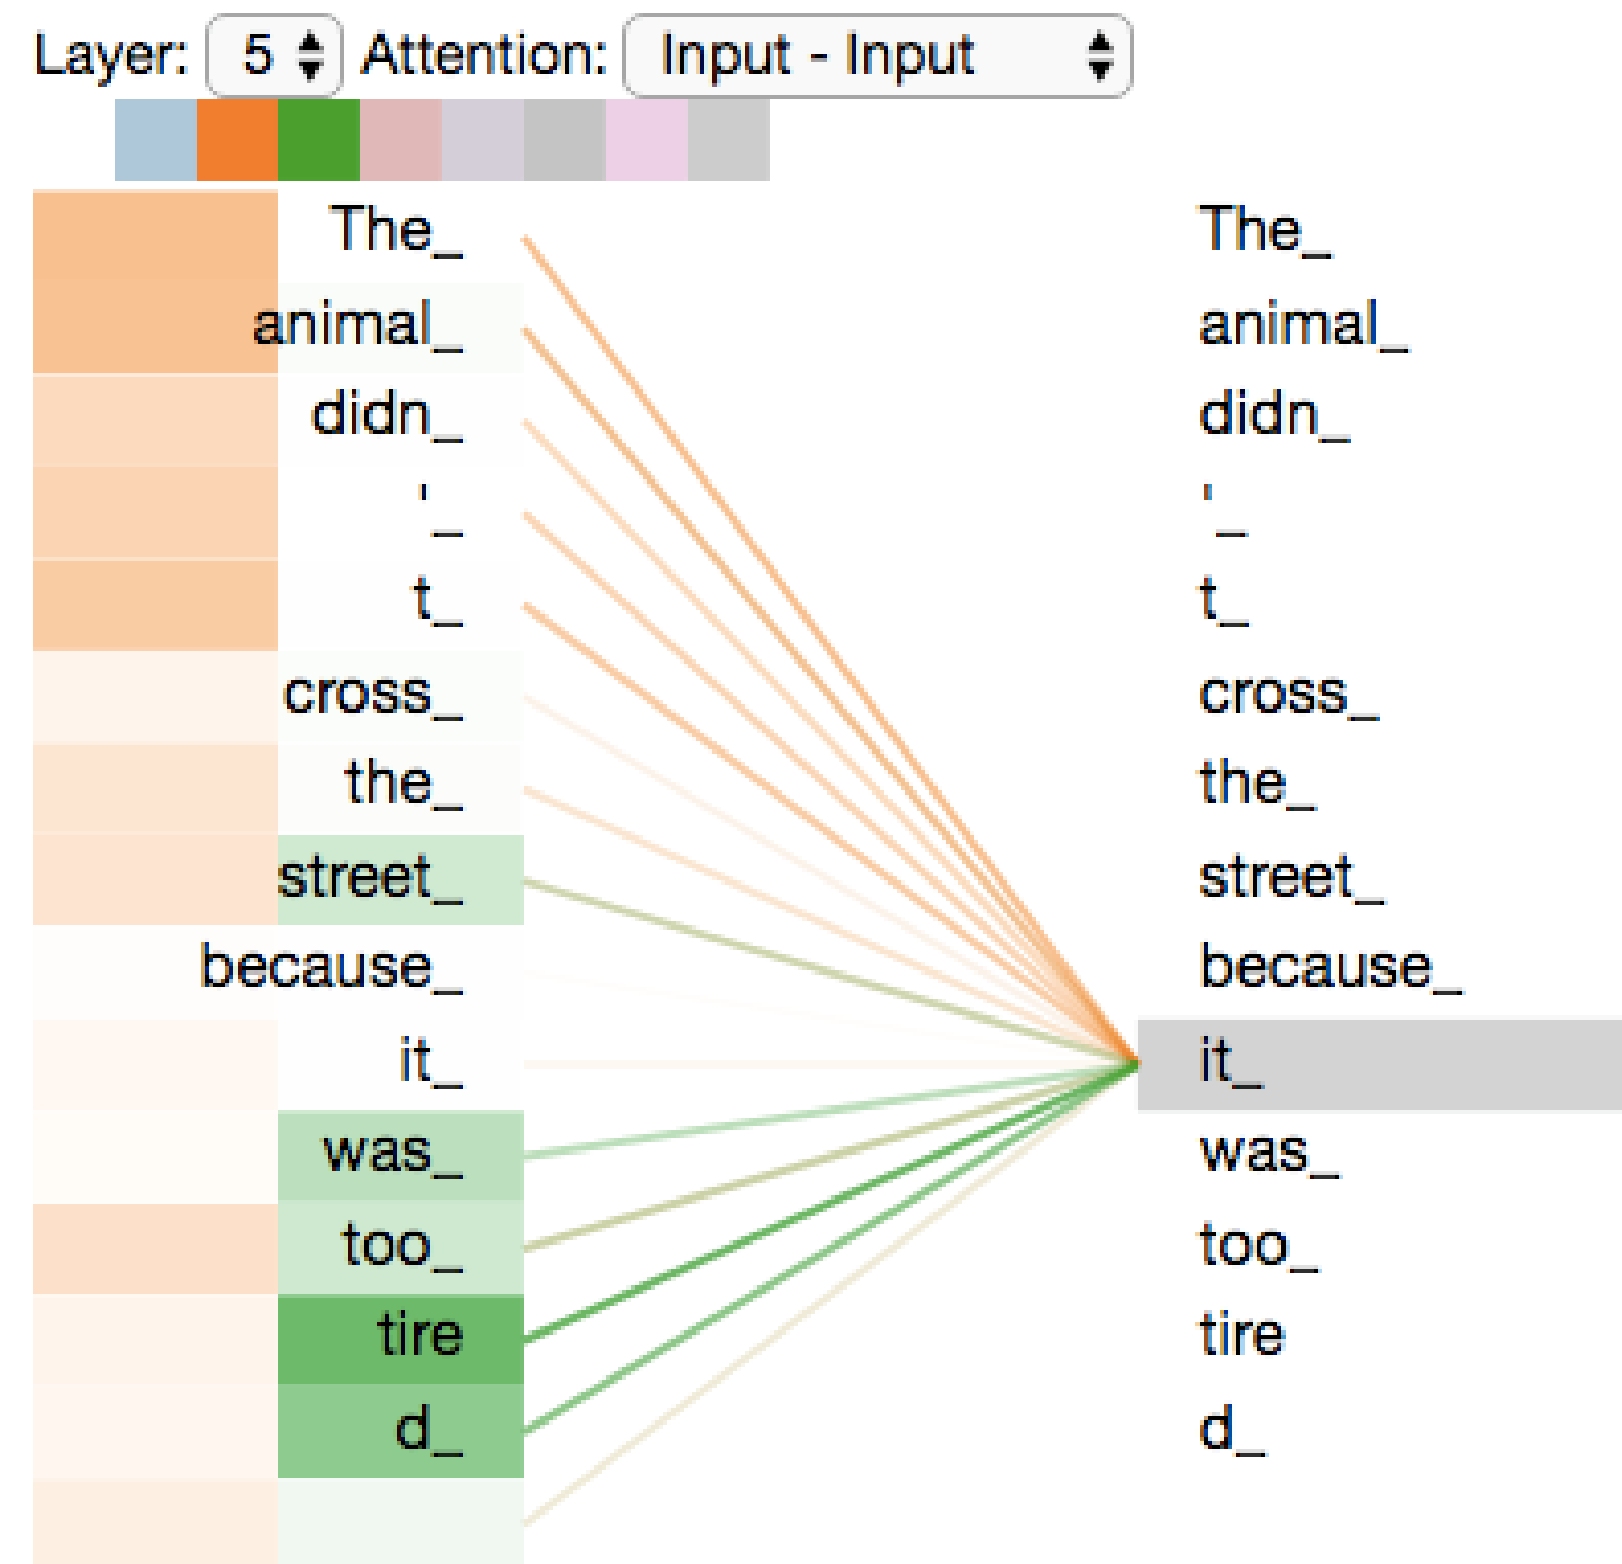 Layer: 5 Attention: Input - Input
The_ The_
animal_ animal_
didn_ didn_
'_ '_
t_ t_
cross_ cross_
the_ the_
street_ street_
because_ because_
it_ it_
was_ was_
too_ too_
tire tire
d_ d_